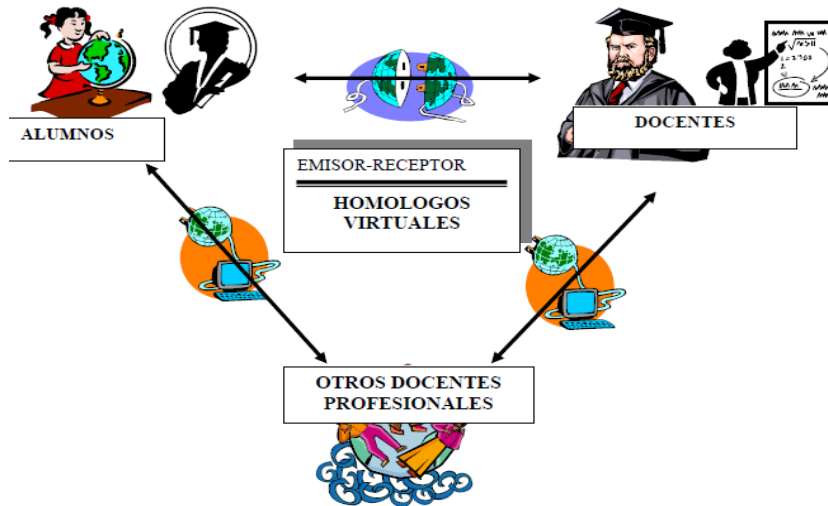 ALUMNOS
DOCENTES
EMISOR-RECEPTOR
HOMOLOGOS
VIRTUALES
OTROS DOCENTES
PROFESIONALES